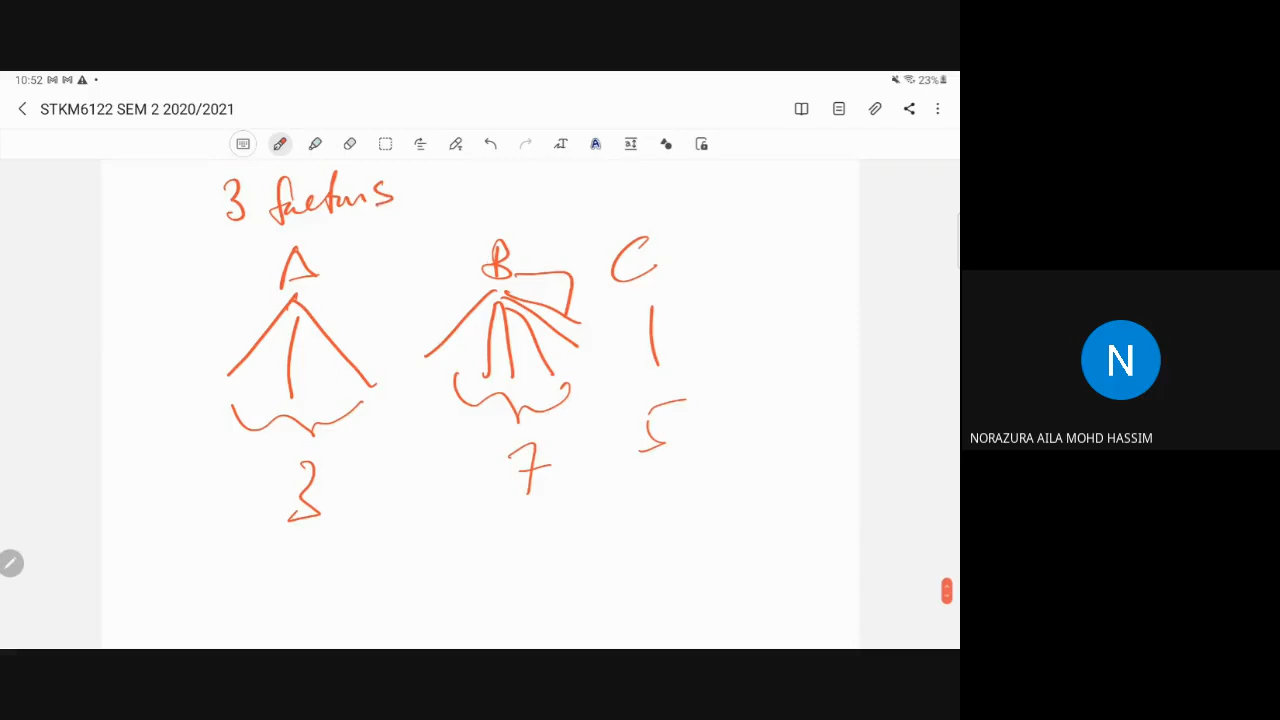 10:52
23%
STKM6122 SEM 2 2020/2021
3 factors
A B C
3 7 5
N
NORAZURA AILA MOHD HASSIM